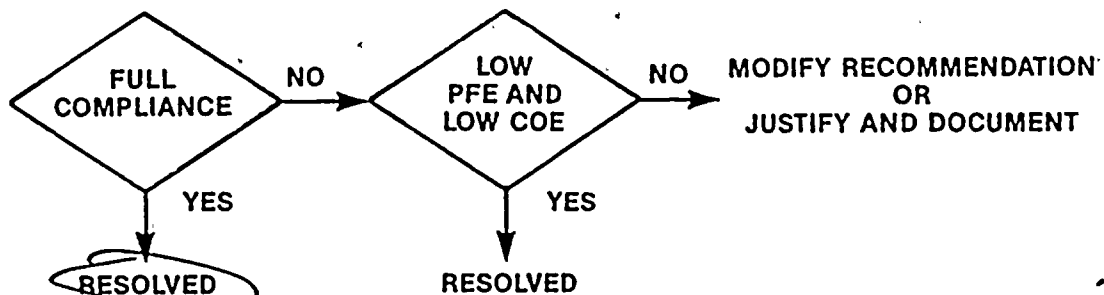 FULL
COMPLIANCE
NO
LOW
PFE AND
LOW COE
NO
MODIFY RECOMMENDATION
OR
JUSTIFY AND DOCUMENT
YES
YES
RESOLVED
RESOLVED